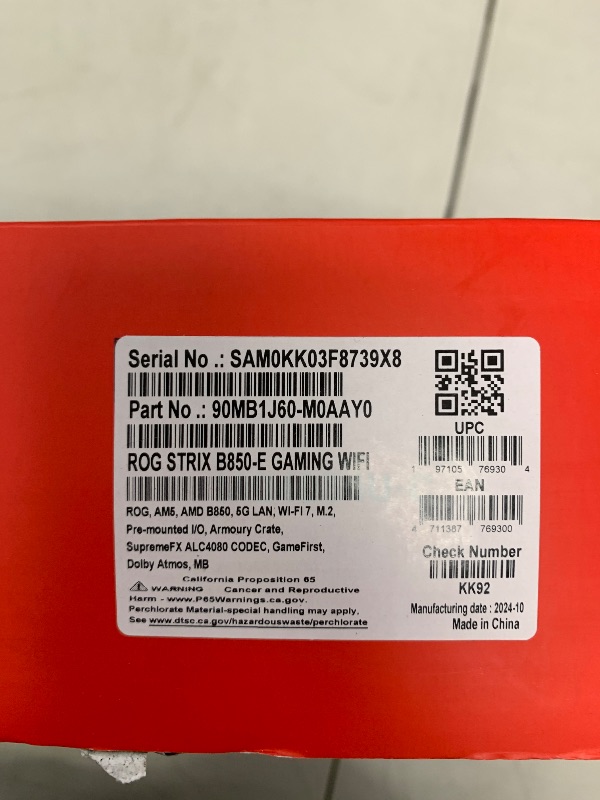 Serial No .: SAM0KK03F8739X8
Part No .: 90MB1J60-M0AAY0
ROG STRIX B850-E GAMING WIFI
ROG, AM5, AMD B850, 5G LAN, WI-FI 7, M.2,
Pre-mounted I/O, Armoury Crate,
SupremeFX ALC4080 CODEC, GameFirst,
Dolby Atmos, MB
California Proposition 65
WARNING Cancer and Reproductive
Harm - www.P65Warnings.ca.gov.
Perchlorate Material-special handling may apply,
See www.dtsc.ca.gov/hazardouswaste/perchlorate
UPC
1 97105 76930 4
EAN
4 711387 769300
Check Number
KK92
Manufacturing date : 2024-10
Made in China